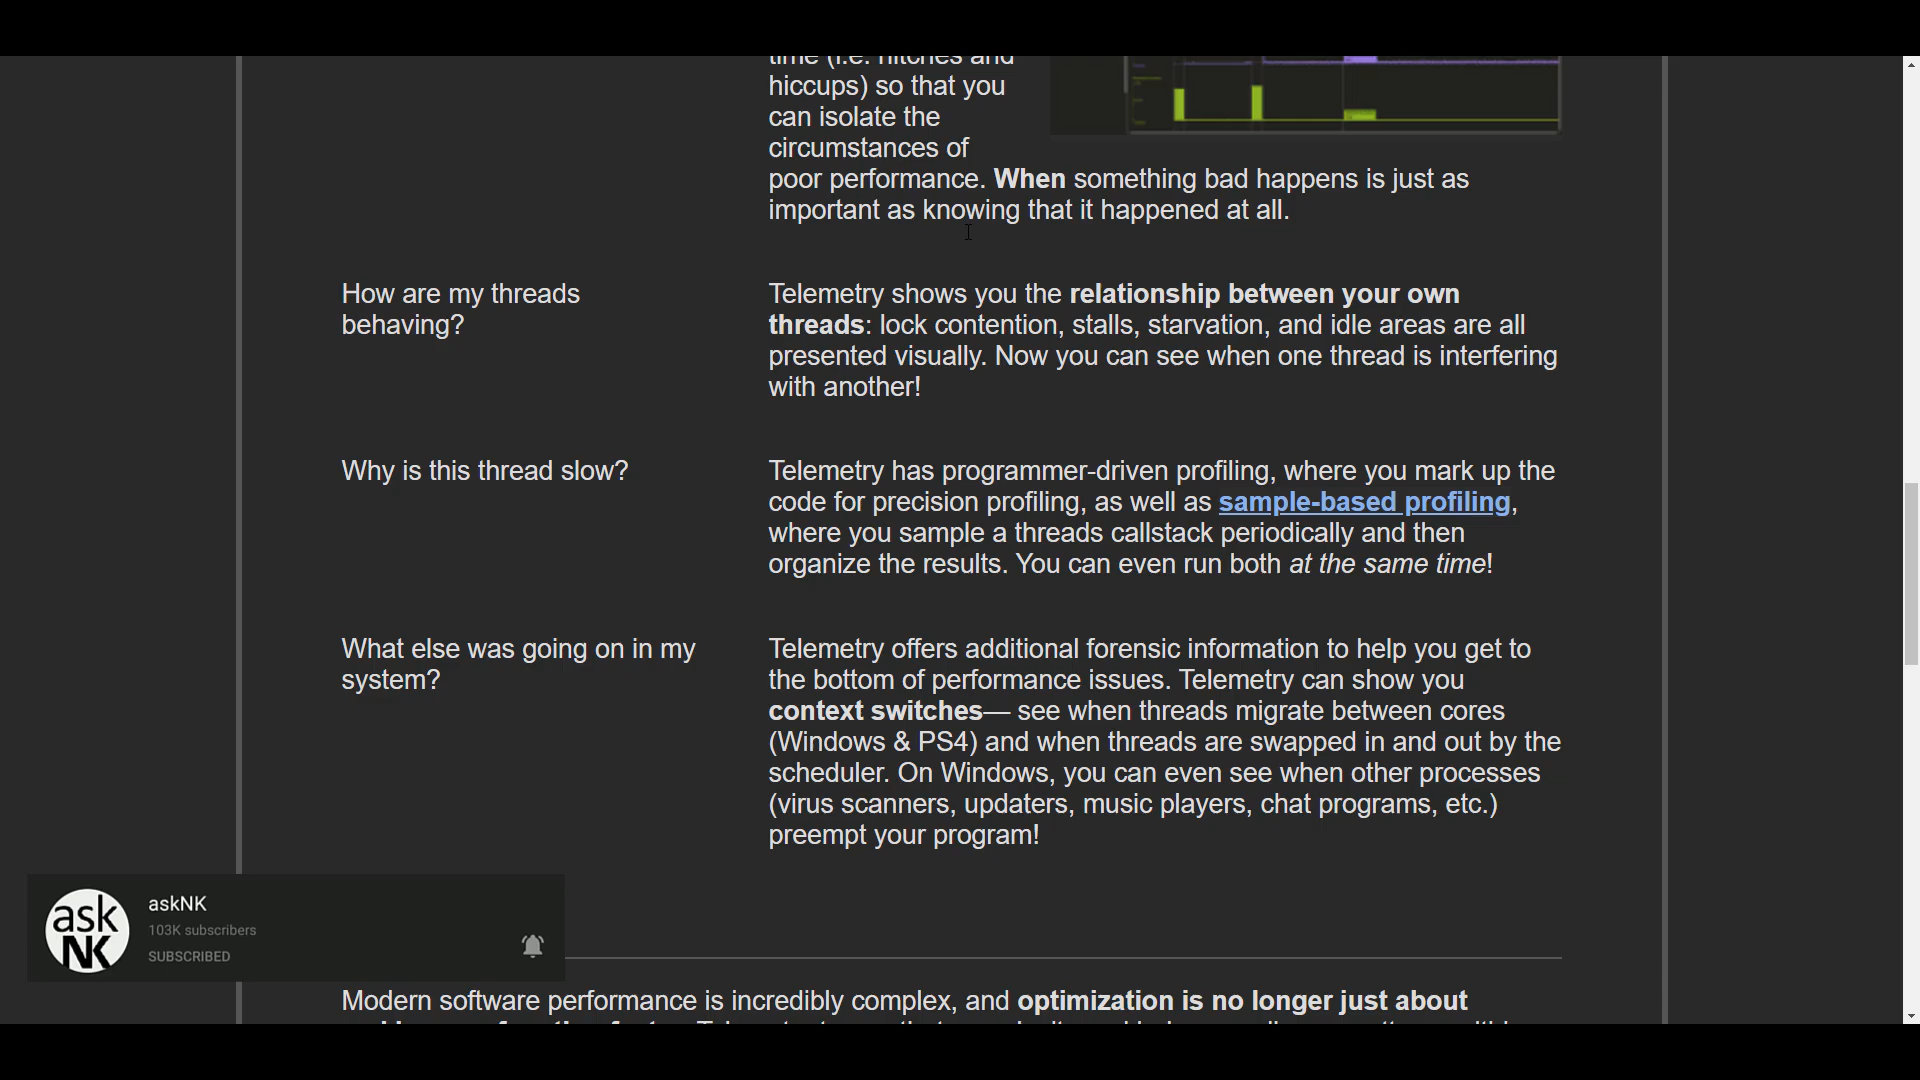 time (i.e. hitches and
hiccups) so that you
can isolate the
circumstances of
poor performance. When something bad happens is just as
important as knowing that it happened at all.
How are my threads
behaving?
Telemetry shows you the relationship between your own
threads: lock contention, stalls, starvation, and idle areas are all
presented visually. Now you can see when one thread is interfering
with another!
Why is this thread slow?
Telemetry has programmer-driven profiling, where you mark up the
code for precision profiling, as well as sample-based profiling,
where you sample a threads callstack periodically and then
organize the results. You can even run both at the same time!
What else was going on in my
system?
Telemetry offers additional forensic information to help you get to
the bottom of performance issues. Telemetry can show you
context switches— see when threads migrate between cores
(Windows & PS4) and when threads are swapped in and out by the
scheduler. On Windows, you can even see when other processes
(virus scanners, updaters, music players, chat programs, etc.)
preempt your program!
ask
NK
askNK
103K subscribers
SUBSCRIBED
Modern software performance is incredibly complex, and optimization is no longer just about